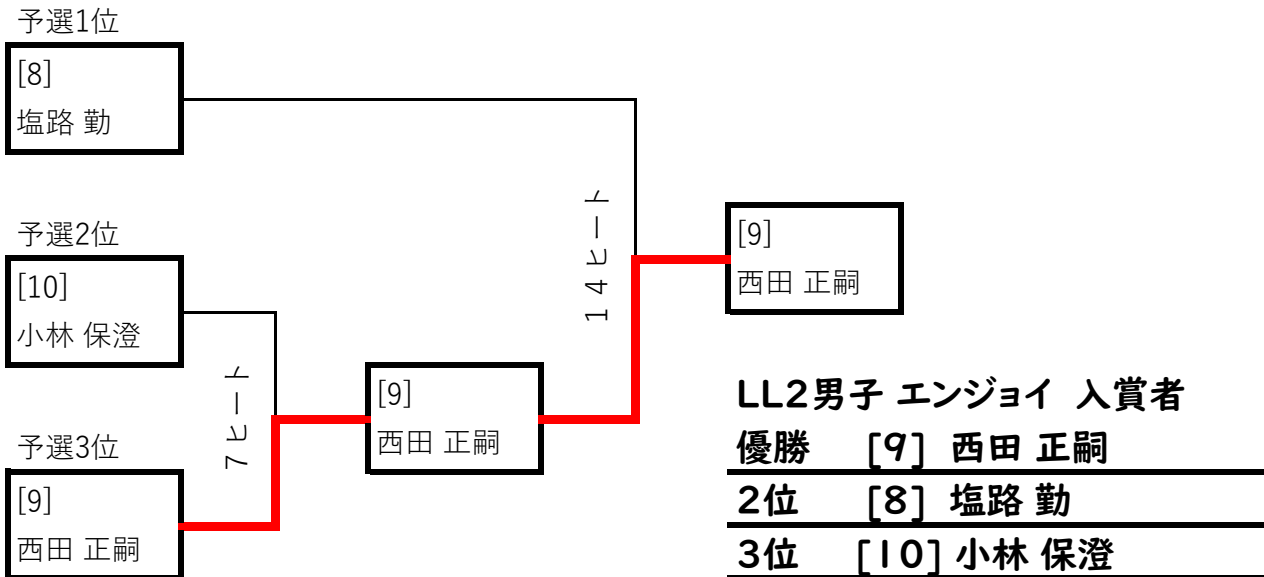 予選1位
[8]
塩路 勤
予選2位
[10]
小林 保澄
予選3位
[9]
西田 正嗣
7ヒート
[9]
西田 正嗣
14ヒート
[9]
西田 正嗣
LL2男子 エンジョイ 入賞者
優勝 [9] 西田 正嗣
2位 [8] 塩路 勤
3位 [10] 小林 保澄